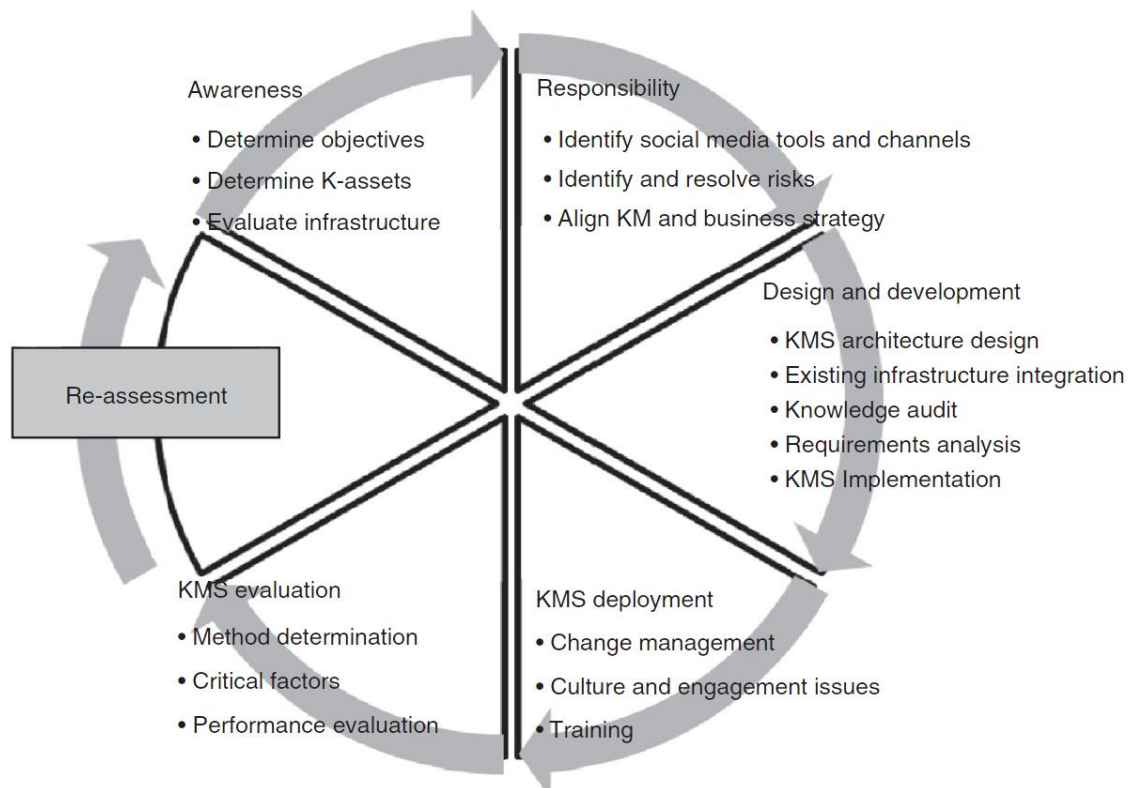 Awareness
• Determine objectives
• Determine K-assets
• Evaluate infrastructure
Responsibility
• Identify social media tools and channels
• Identify and resolve risks
• Align KM and business strategy
Design and development
• KMS architecture design
• Existing infrastructure integration
• Knowledge audit
• Requirements analysis
• KMS Implementation
KMS deployment
• Change management
• Culture and engagement issues
• Training
KMS evaluation
• Method determination
• Critical factors
• Performance evaluation
Re-assessment